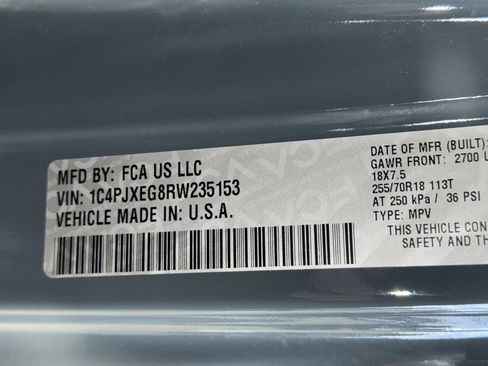 MFD BY: FCA US LLC
VIN: 1C4PJXEG8RW235153
VEHICLE MADE IN: U.S.A.
DATE OF MFR (BUILT):
GAWR FRONT: 2700 L
18X7.5
255/70R18 113T
AT 250 kPa / 36 PSI
TYPE: MPV
THIS VEHICLE CON
SAFETY AND TH